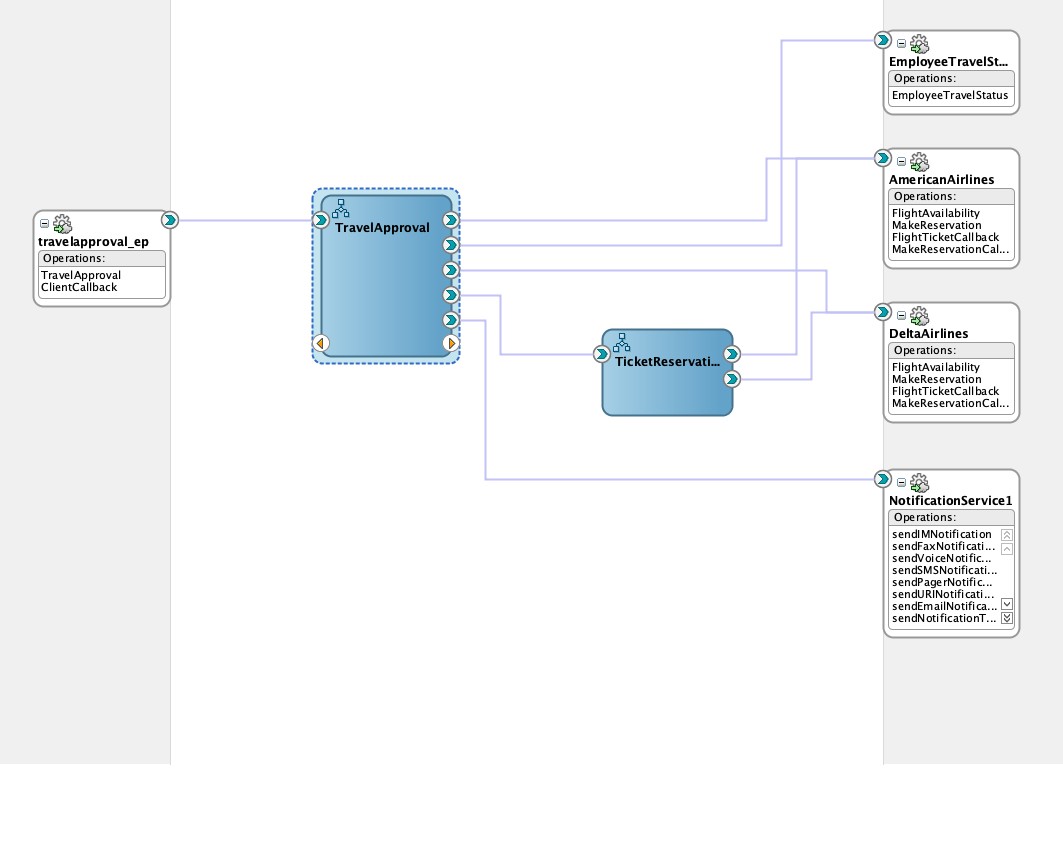 travelapproval_ep
Operations:
TravelApproval
ClientCallback
TravelApproval
TicketReservati...
EmployeeTravelSt...
Operations:
EmployeeTravelStatus
AmericanAirlines
Operations:
FlightAvailability
MakeReservation
FlightTicketCallback
MakeReservationCal...
DeltaAirlines
Operations:
FlightAvailability
MakeReservation
FlightTicketCallback
MakeReservationCal...
NotificationService1
Operations:
sendIMNotification
sendFaxNotificati...
sendVoiceNotific...
sendSMSNotificati...
sendPagerNotific...
sendURINotificati...
sendEmailNotifica...
sendNotificationT...